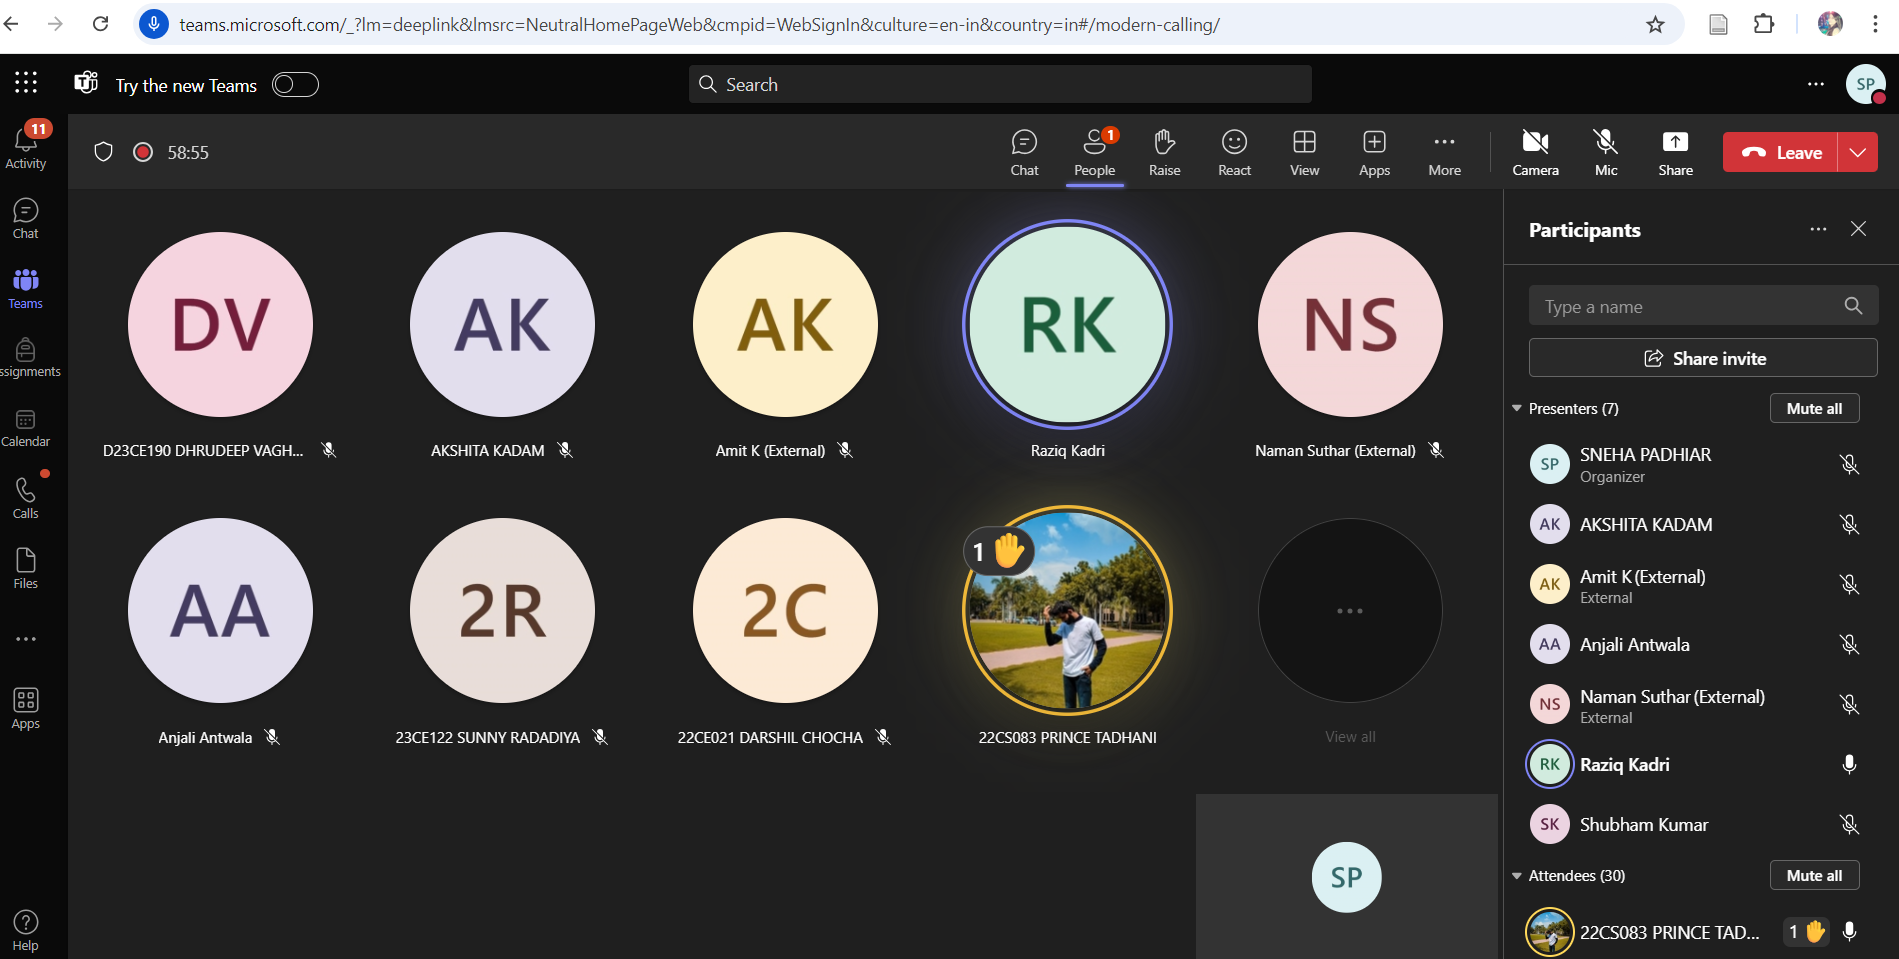 teams.microsoft.com/_?lm=deeplink&lmsrc=NeutralHomePageWeb&cmpid=WebSignIn&culture=en-in&country=in#/modern-calling/
Try the new Teams
Search
SP
11
Activity
Chat
Teams
ssignments
Calendar
Calls
Files
Apps
Help
58:55
Chat
1
People
Raise
React
View
Apps
More
Camera
Mic
Share
Leave
DV
AK
AK
RK
NS
D23CE190 DHRUDEEP VAGH...
AKSHITA KADAM
Amit K (External)
Raziq Kadri
Naman Suthar (External)
AA
2R
2C
1
Anjali Antwala
23CE122 SUNNY RADADIYA
22CE021 DARSHIL CHOCHA
22CS083 PRINCE TADHANI
View all
SP
Participants
Type a name
Share invite
Presenters (7)
Mute all
SP
SNEHA PADHIAR
Organizer
AK
AKSHITA KADAM
AK
Amit K (External)
External
AA
Anjali Antwala
NS
Naman Suthar (External)
External
RK
Raziq Kadri
SK
Shubham Kumar
Attendees (30)
Mute all
22CS083 PRINCE TAD...
1